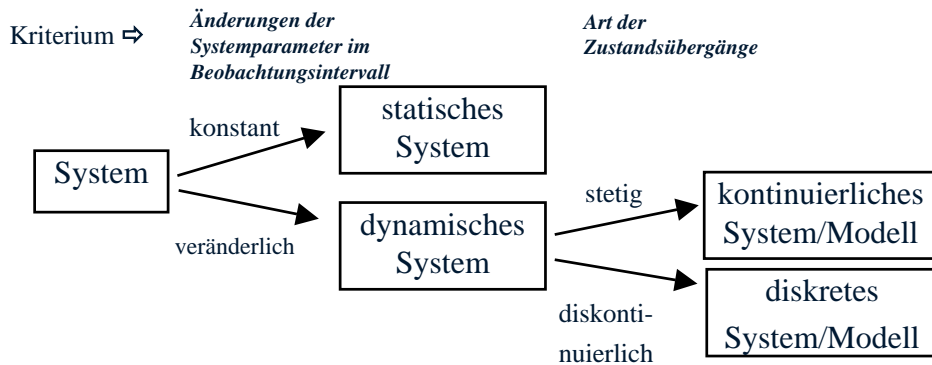 Kriterium ⇨
Änderungen der
Systemparameter im
Beobachtungsintervall
Art der
Zustandsübergänge
System
konstant
veränderlich
statisches
System
dynamisches
System
stetig
diskonti-
nuierlich
kontinuierliches
System/Modell
diskretes
System/Modell